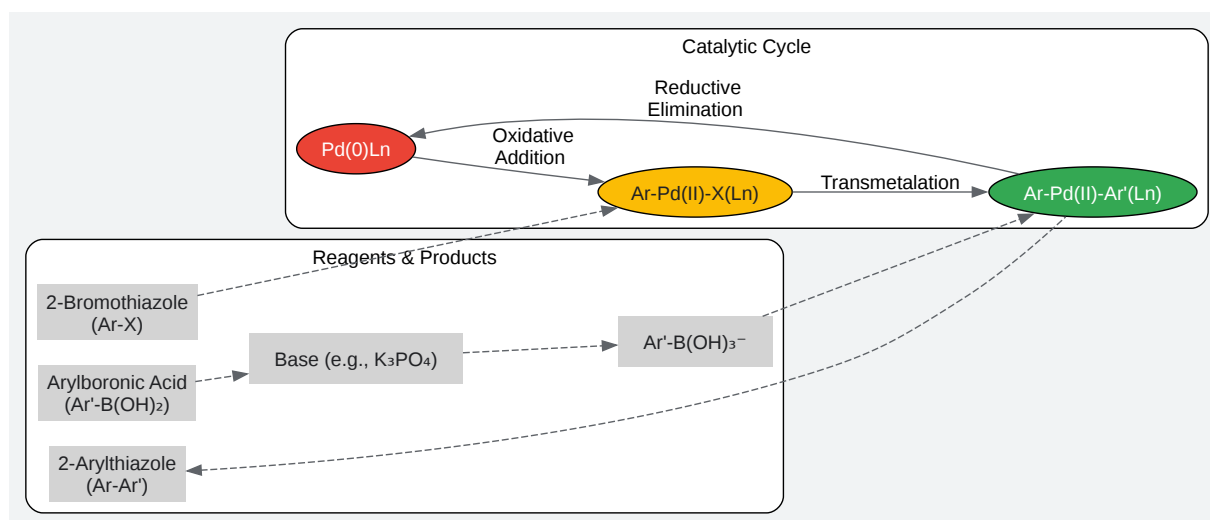 Catalytic Cycle
Reductive
Elimination
Oxidative
Addition
Pd(0)Ln
Ar-Pd(II)-X(Ln)
Transmetalation
Ar-Pd(II)-Ar'(Ln)
Reagents & Products
2-Bromothiazole
(Ar-X)
Base (e.g., K₃PO₄)
Ar'-B(OH)₃⁻
Arylboronic Acid
(Ar'-B(OH)₂)
2-Arylthiazole
(Ar-Ar')